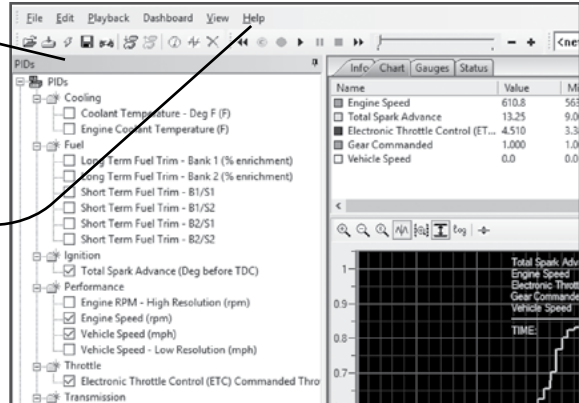 File Edit Playback Dashboard View Help
<ne
PIDs
PIDs
Cooling
Coolant Temperature - Deg F (F)
Engine Coolant Temperature (F)
Fuel
Long Term Fuel Trim - Bank 1 (% enrichment)
Long Term Fuel Trim - Bank 2 (% enrichment)
Short Term Fuel Trim - B1/S1
Short Term Fuel Trim - B1/S2
Short Term Fuel Trim - B2/S1
Short Term Fuel Trim - B2/S2
Ignition
Total Spark Advance (Deg before TDC)
Performance
Engine RPM - High Resolution (rpm)
Engine Speed (rpm)
Vehicle Speed (mph)
Vehicle Speed - Low Resolution (mph)
Throttle
Electronic Throttle Control (ETC) Commanded Thro
Transmission
Info Chart Gauges Status
Name Value Mi
Engine Speed 610.8 56
Total Spark Advance 13.25 9.0
Electronic Throttle Control (ET... 4.510 3.3
Gear Commanded 1.000 1.0
Vehicle Speed 0.0 0.0
Log
Total Spark Adv
Engine Speed
Electronic Thrott
Gear Commande
Vehicle Speed
TIME:
1
0.9
0.8
0.7